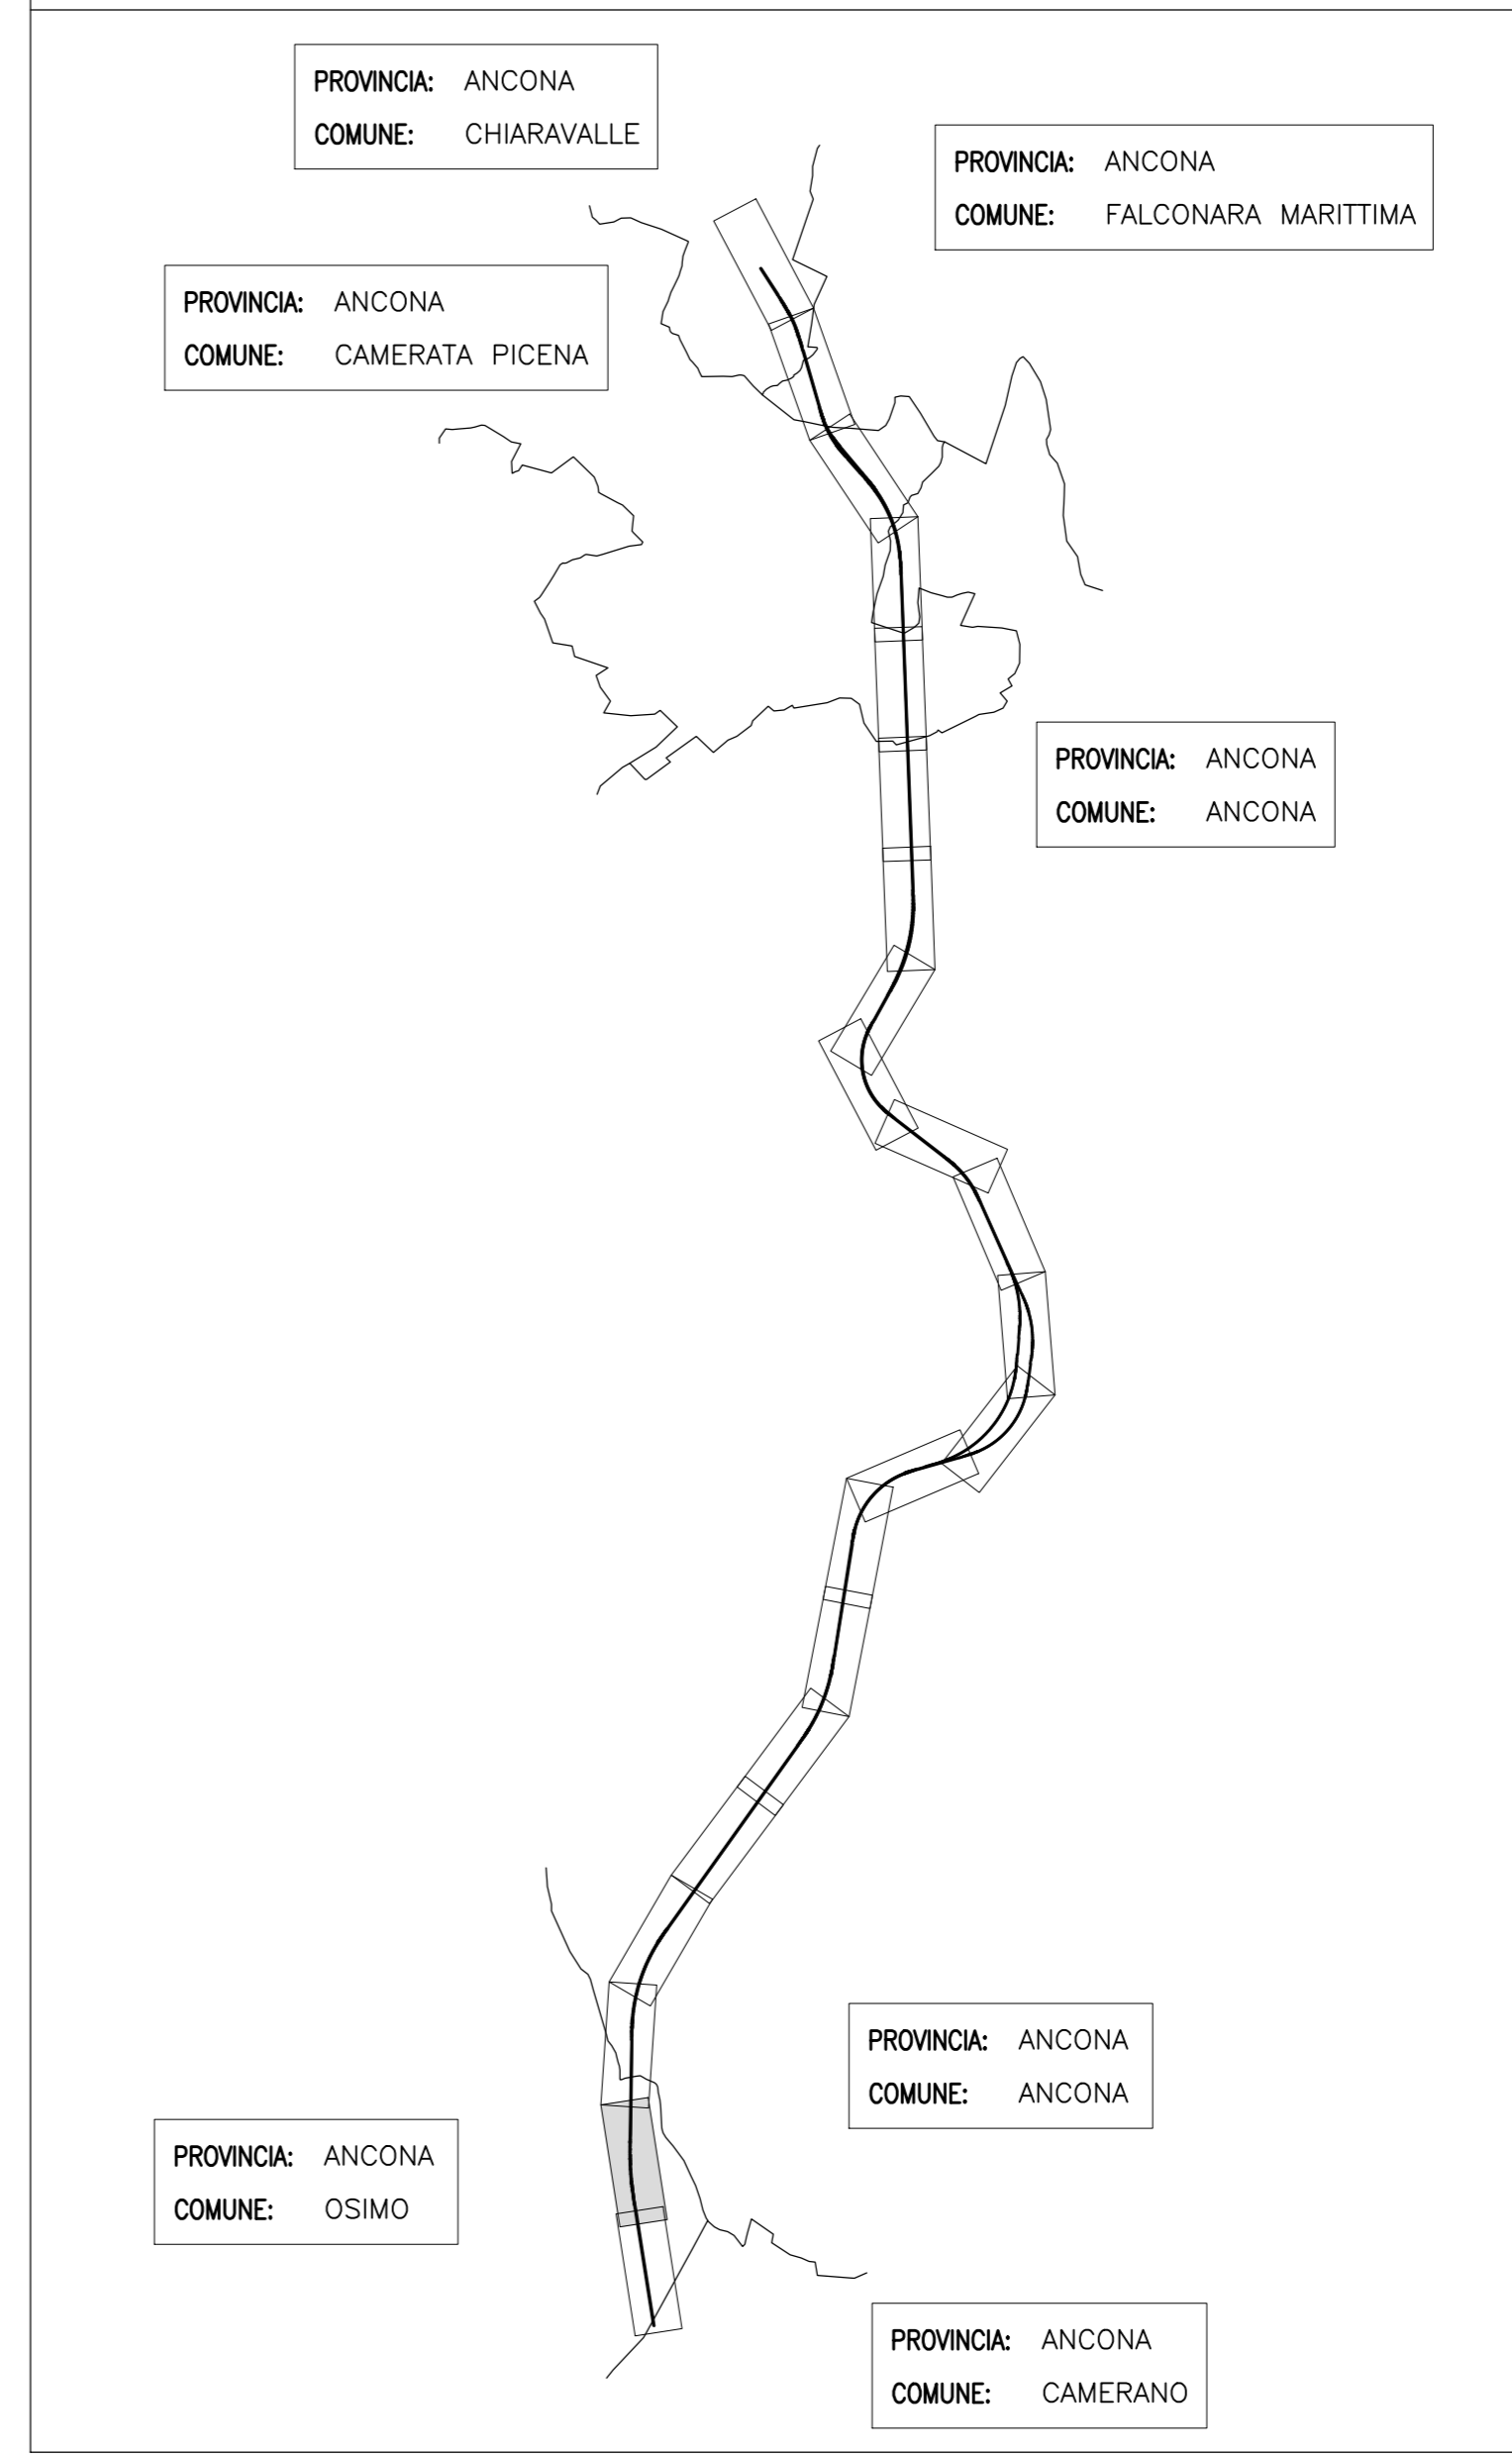 PROVINCIA: ANCONA
COMUNE: CHIARAVALLE
PROVINCIA: ANCONA
COMUNE: FALCONARA MARITTIMA
PROVINCIA: ANCONA
COMUNE: CAMERATA PICENA
PROVINCIA: ANCONA
COMUNE: ANCONA
PROVINCIA: ANCONA
COMUNE: ANCONA
PROVINCIA: ANCONA
COMUNE: OSIMO
PROVINCIA: ANCONA
COMUNE: CAMERANO